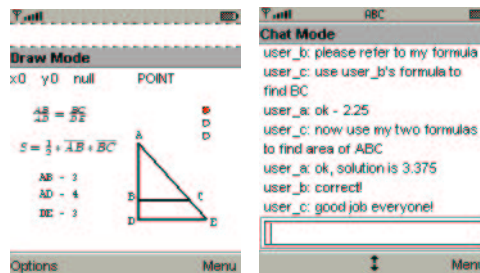 Draw Mode
x0 y0 null POINT
AB/AD = BC/DE
S = 1/2 * AB * BC
AB - 3
AD - 4
DE - 3
A
B C
D E
Options Menu
ABC
Chat Mode
user_b: please refer to my formula
user_c: use user_b's formula to
find BC
user_a: ok - 2.25
user_c: now use my two formulas
to find area of ABC
user_a: ok, solution is 3.375
user_b: correct!
user_c: good job everyone!
Menu